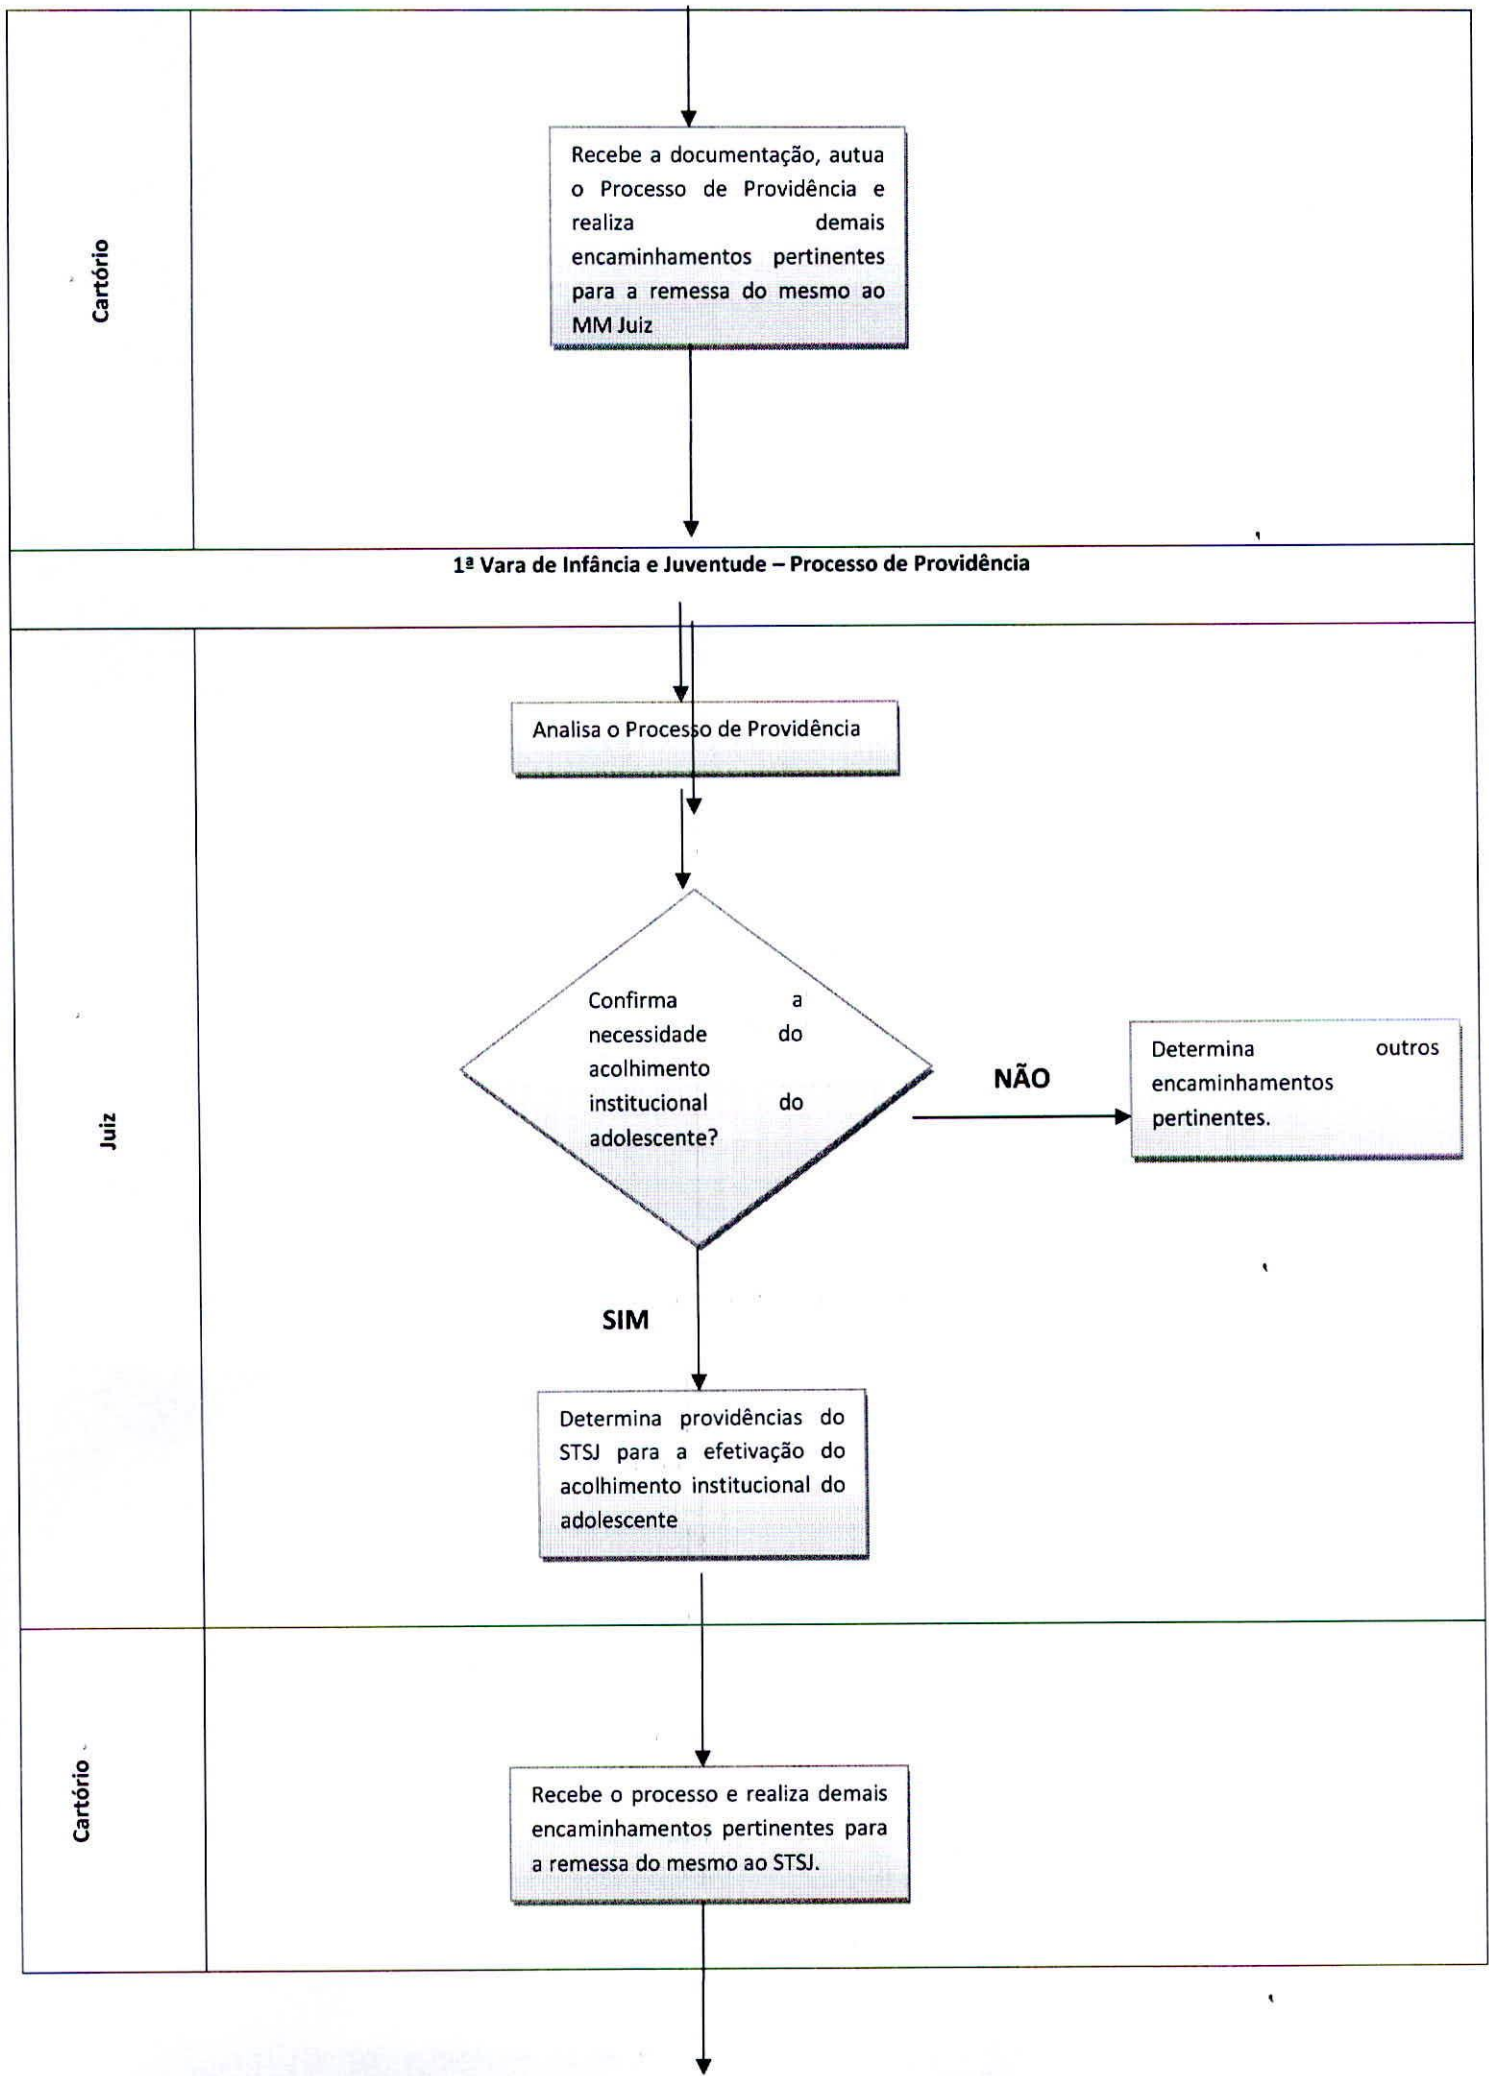 Cartório
Recebe a documentação, autua
o Processo de Providência e
realiza demais
encaminhamentos pertinentes
para a remessa do mesmo ao
MM Juiz
1ª Vara de Infância e Juventude – Processo de Providência
Juiz
Analisa o Processo de Providência
Confirma a
necessidade do
acolhimento
institucional do
adolescente?
NÃO
Determina outros
encaminhamentos
pertinentes.
SIM
Determina providências do
STSJ para a efetivação do
acolhimento institucional do
adolescente
Cartório
Recebe o processo e realiza demais
encaminhamentos pertinentes para
a remessa do mesmo ao STSJ.